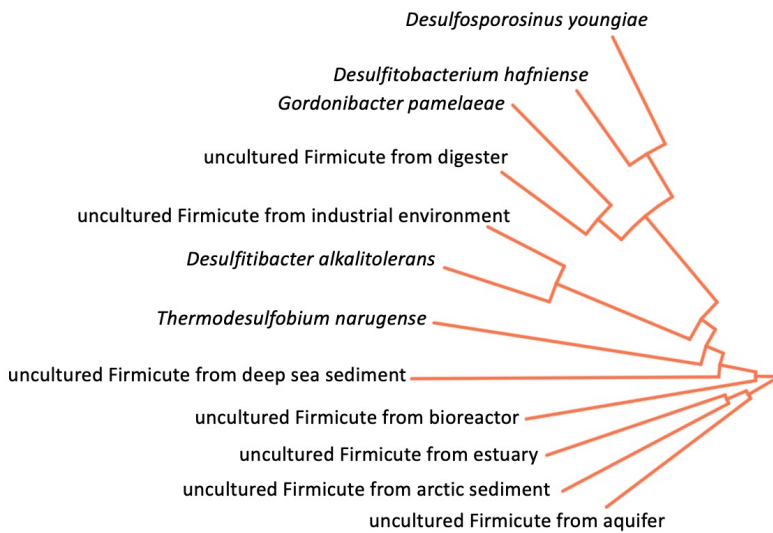 Desulfosporosinus youngiae
Desulfitobacterium hafniense
Gordonibacter pamelaeae
uncultured Firmicute from digester
uncultured Firmicute from industrial environment
Desulfitibacter alkalitolerans
Thermodesulfobium narugense
uncultured Firmicute from deep sea sediment
uncultured Firmicute from bioreactor
uncultured Firmicute from estuary
uncultured Firmicute from arctic sediment
uncultured Firmicute from aquifer